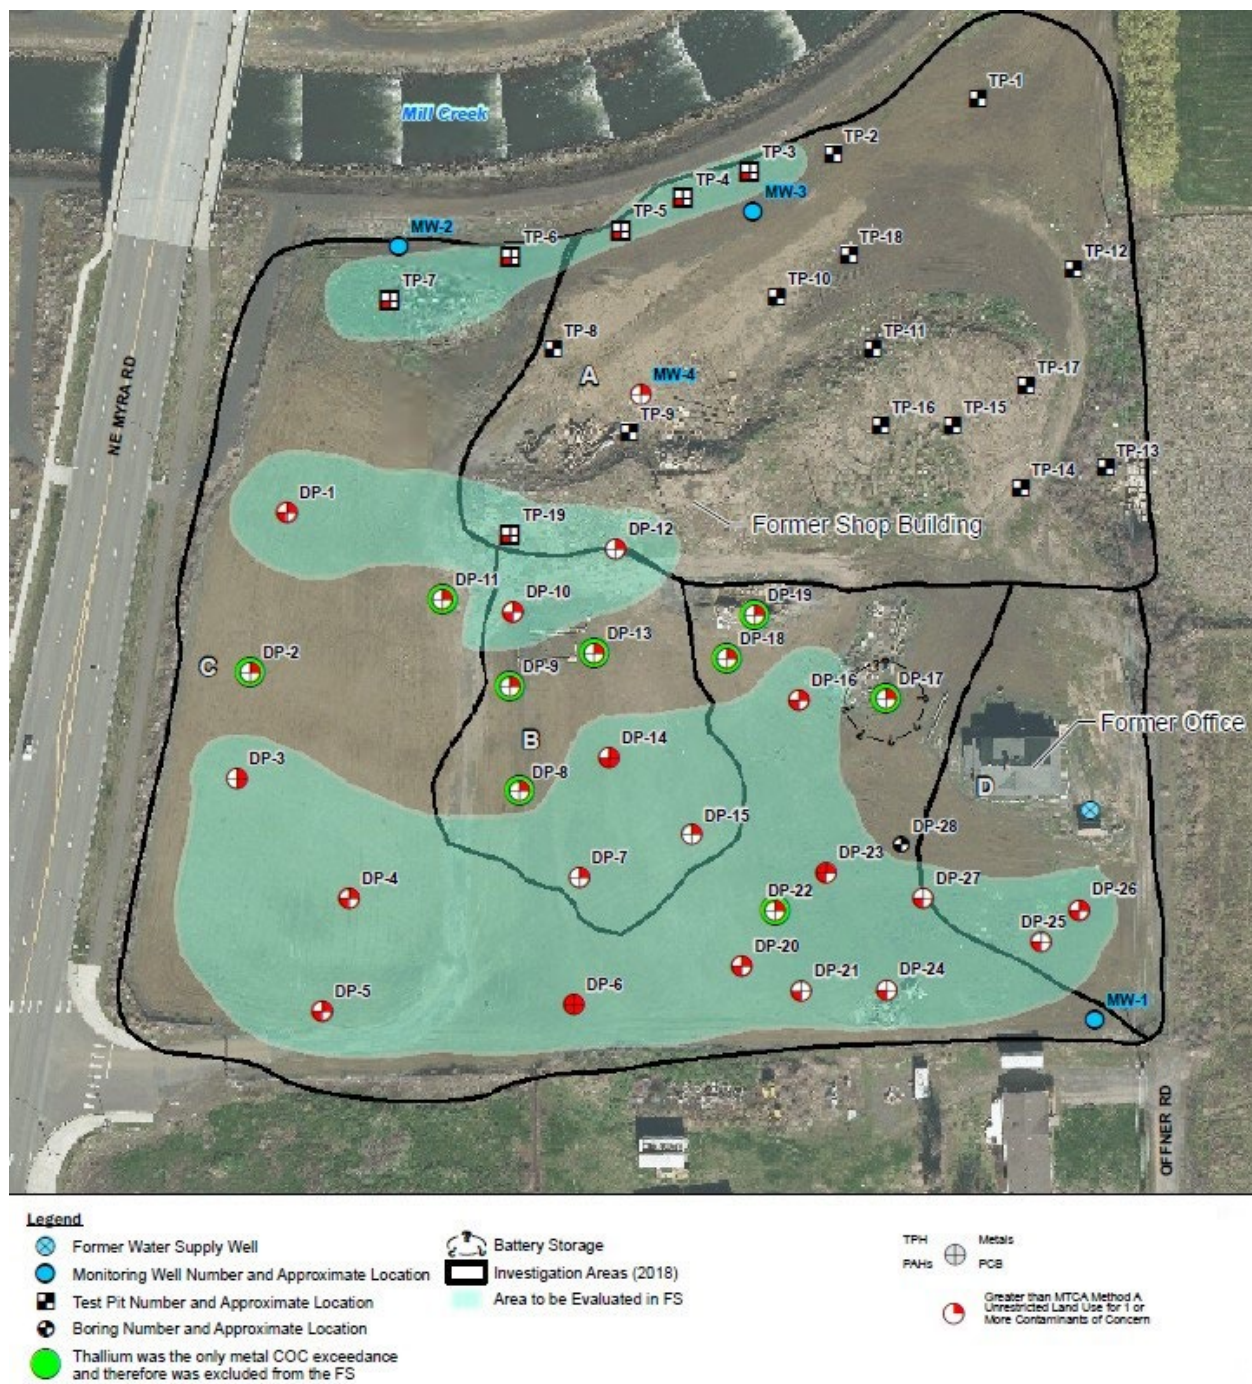 TP-1
Mill Creek
TP-2
TP-3
TP-4
MW-3
TP-5
MW-2
TP-6
TP-18
TP-12
TP-7
TP-10
TP-8
TP-11
NE MYRA RD
A
MW-4
TP-17
TP-9
TP-16
TP-15
TP-13
TP-14
DP-1
TP-19
DP-12
Former Shop Building
DP-11
DP-10
DP-19
DP-13
DP-18
C
DP-2
DP-9
DP-16
DP-17
B
DP-14
Former Office
DP-3
DP-8
D
DP-15
DP-28
DP-7
DP-23
DP-4
DP-22
DP-27
DP-26
DP-25
DP-20
DP-5
DP-6
DP-21
DP-24
MW-1
OFFNER RD
Legend
Former Water Supply Well
Monitoring Well Number and Approximate Location
Test Pit Number and Approximate Location
Boring Number and Approximate Location
Thallium was the only metal COC exceedance
and therefore was excluded from the FS
Battery Storage
Investigation Areas (2018)
Area to be Evaluated in FS
TPH Metals
PAHs PCB
Greater than MTCA Method A
Unrestricted Land Use for 1 or
More Contaminants of Concern